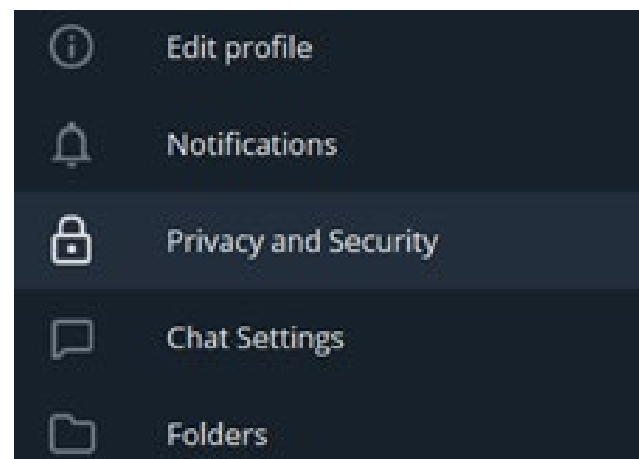 Edit profile
Notifications
Privacy and Security
Chat Settings
Folders